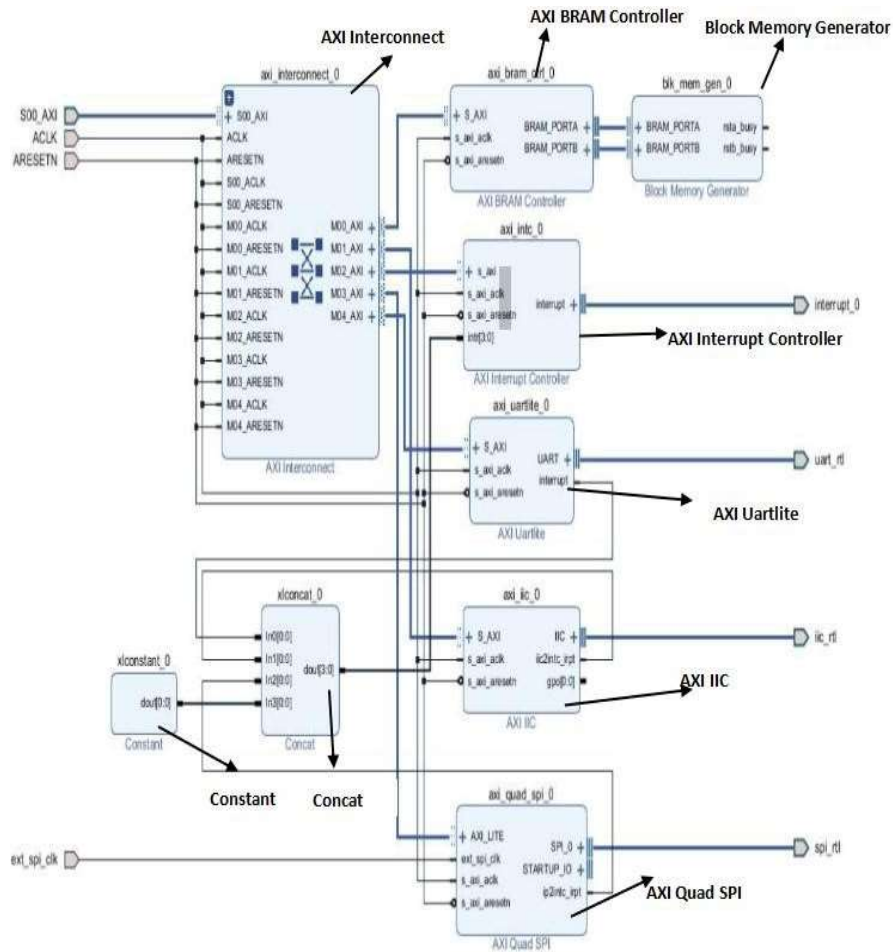 AXI BRAM Controller
Block Memory Generator
AXI Interconnect
axi_interconnect_0
axi_bram_ctrl_0
blk_mem_gen_0
S00_AXI
ACLK
ARESETN
S00_AXI
ACLK
ARESETN
S00_ACLK
S00_ARESETN
M00_ACLK
M00_ARESETN
M01_ACLK
M01_ARESETN
M02_ACLK
M02_ARESETN
M03_ACLK
M03_ARESETN
M04_ACLK
M04_ARESETN
M00_AXI
M01_AXI
M02_AXI
M03_AXI
M04_AXI
AXI Interconnect
S_AXI
s_axi_aclk
s_axi_aresetn
BRAM_PORTA
BRAM_PORTB
AXI BRAM Controller
BRAM_PORTA
BRAM_PORTB
rsta_busy
rstb_busy
Block Memory Generator
axi_intc_0
s_axi
s_axi_aclk
s_axi_aresetn
intr[3:0]
interrupt
AXI Interrupt Controller
interrupt_0
AXI Interrupt Controller
axi_uartlite_0
S_AXI
s_axi_aclk
s_axi_aresetn
UART
interrupt
AXI Uartlite
uart_rtl
AXI Uartlite
xlconcat_0
In0[0:0]
In1[0:0]
In2[0:0]
In3[0:0]
dout[3:0]
Concat
xlconstant_0
dout[0:0]
Constant
Constant
Concat
axi_iic_0
S_AXI
s_axi_aclk
s_axi_aresetn
IIC
iic2intc_irpt
gpo[0:0]
AXI IIC
iic_rtl
AXI IIC
axi_quad_spi_0
ext_spi_clk
AXI_LITE
ext_spi_clk
s_axi_aclk
s_axi_aresetn
SPI_0
STARTUP_IO
ip2intc_irpt
AXI Quad SPI
spi_rtl
AXI Quad SPI